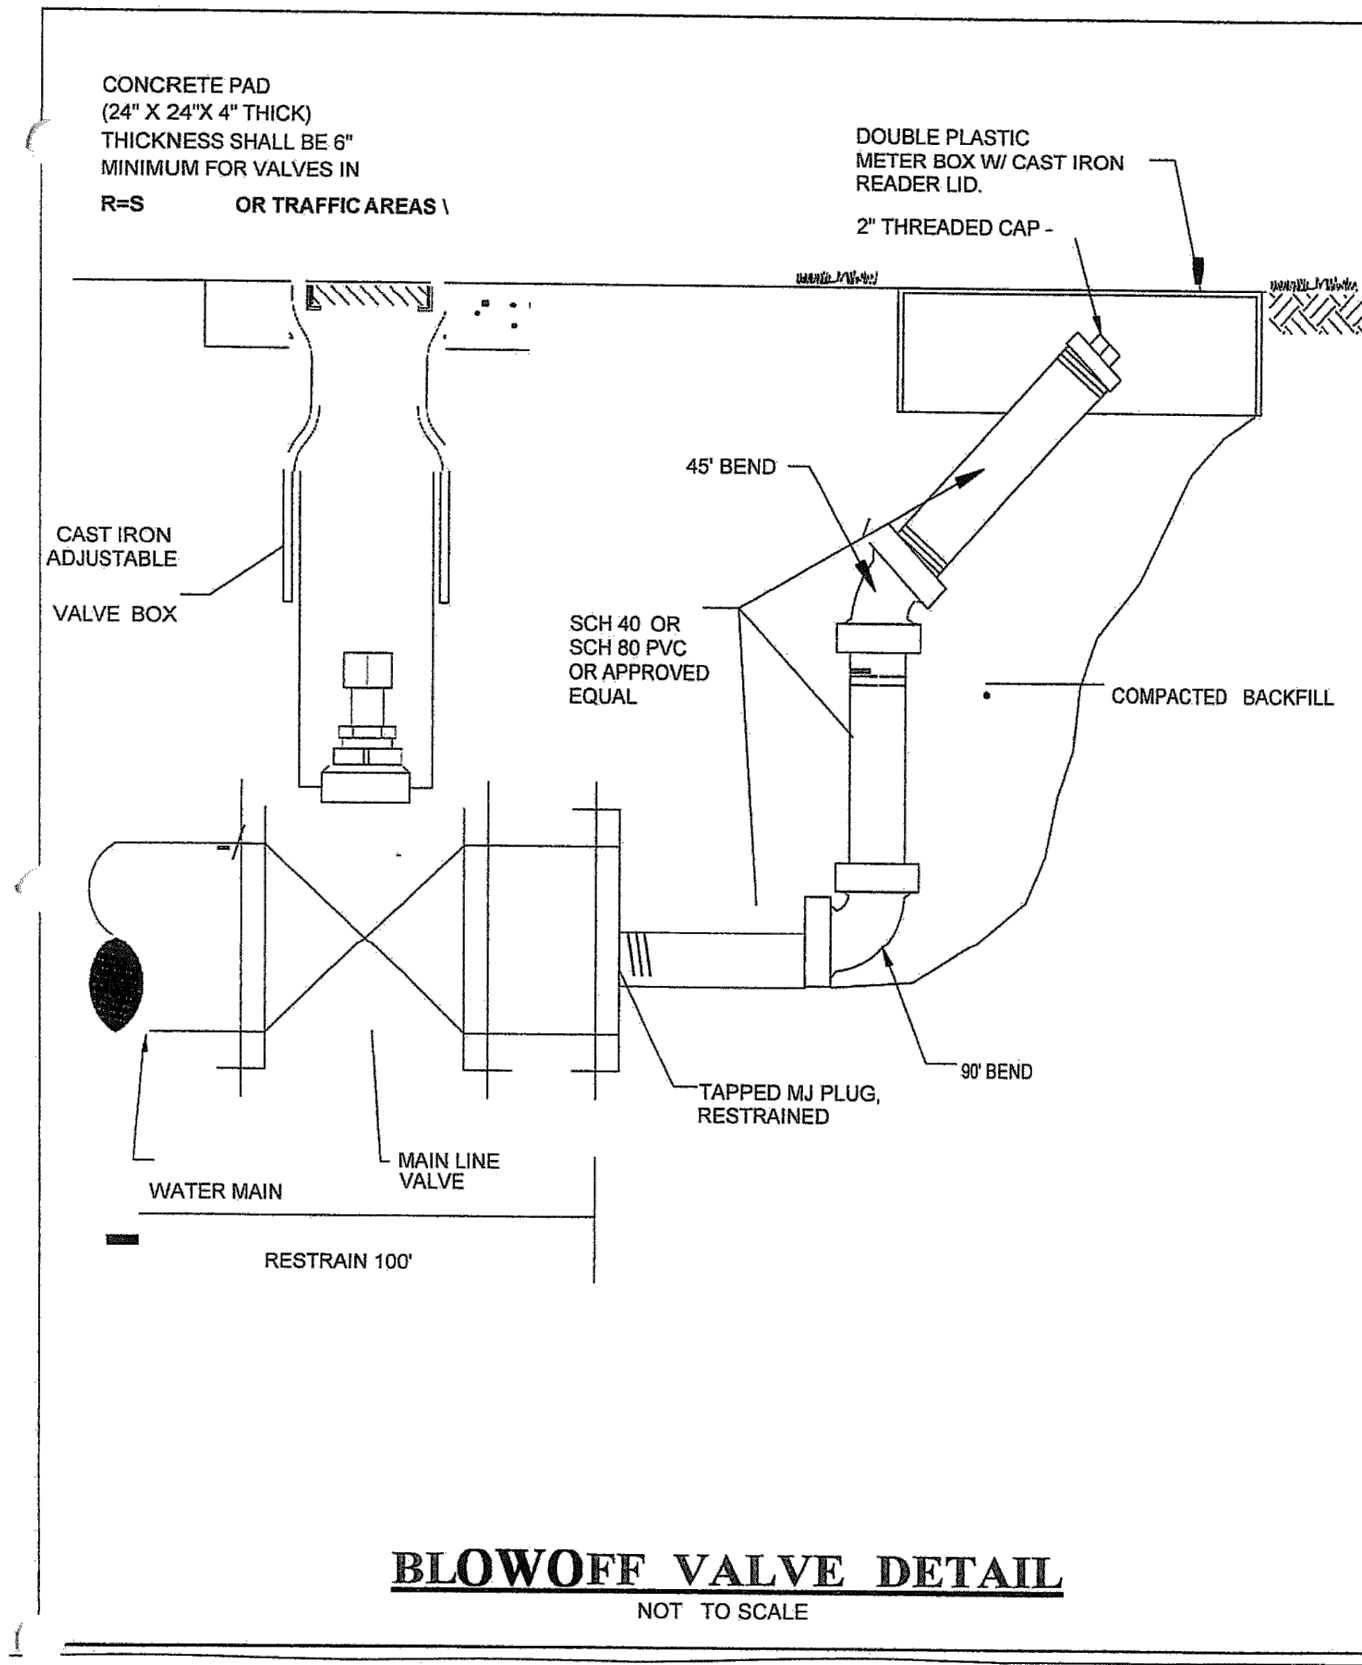 CONCRETE PAD
(24" X 24"X 4" THICK)
THICKNESS SHALL BE 6"
MINIMUM FOR VALVES IN
R=S OR TRAFFIC AREAS \
DOUBLE PLASTIC
METER BOX W/ CAST IRON
READER LID.
2" THREADED CAP -
45' BEND
CAST IRON
ADJUSTABLE
VALVE BOX
SCH 40 OR
SCH 80 PVC
OR APPROVED
EQUAL
COMPACTED BACKFILL
90' BEND
TAPPED MJ PLUG,
RESTRAINED
MAIN LINE
VALVE
WATER MAIN
RESTRAIN 100'
BLOWOFF VALVE DETAIL
NOT TO SCALE